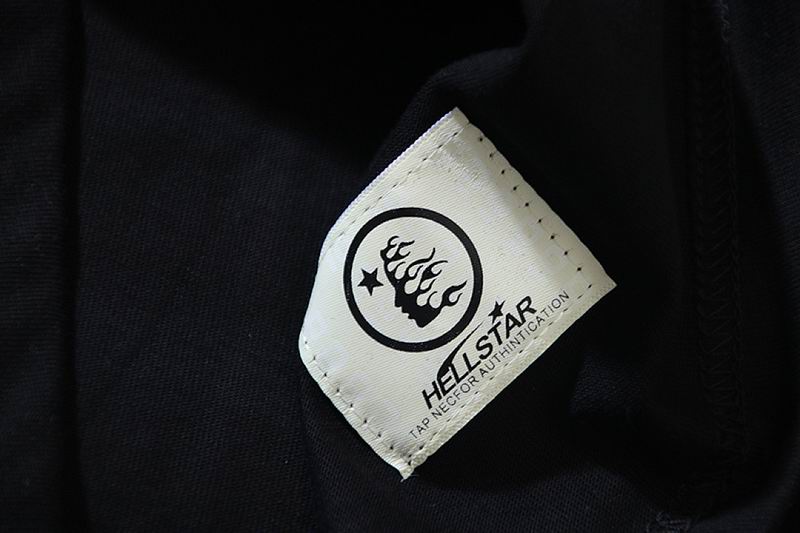 HELLSTAR
TAP NECFOR AUTHINTICATION